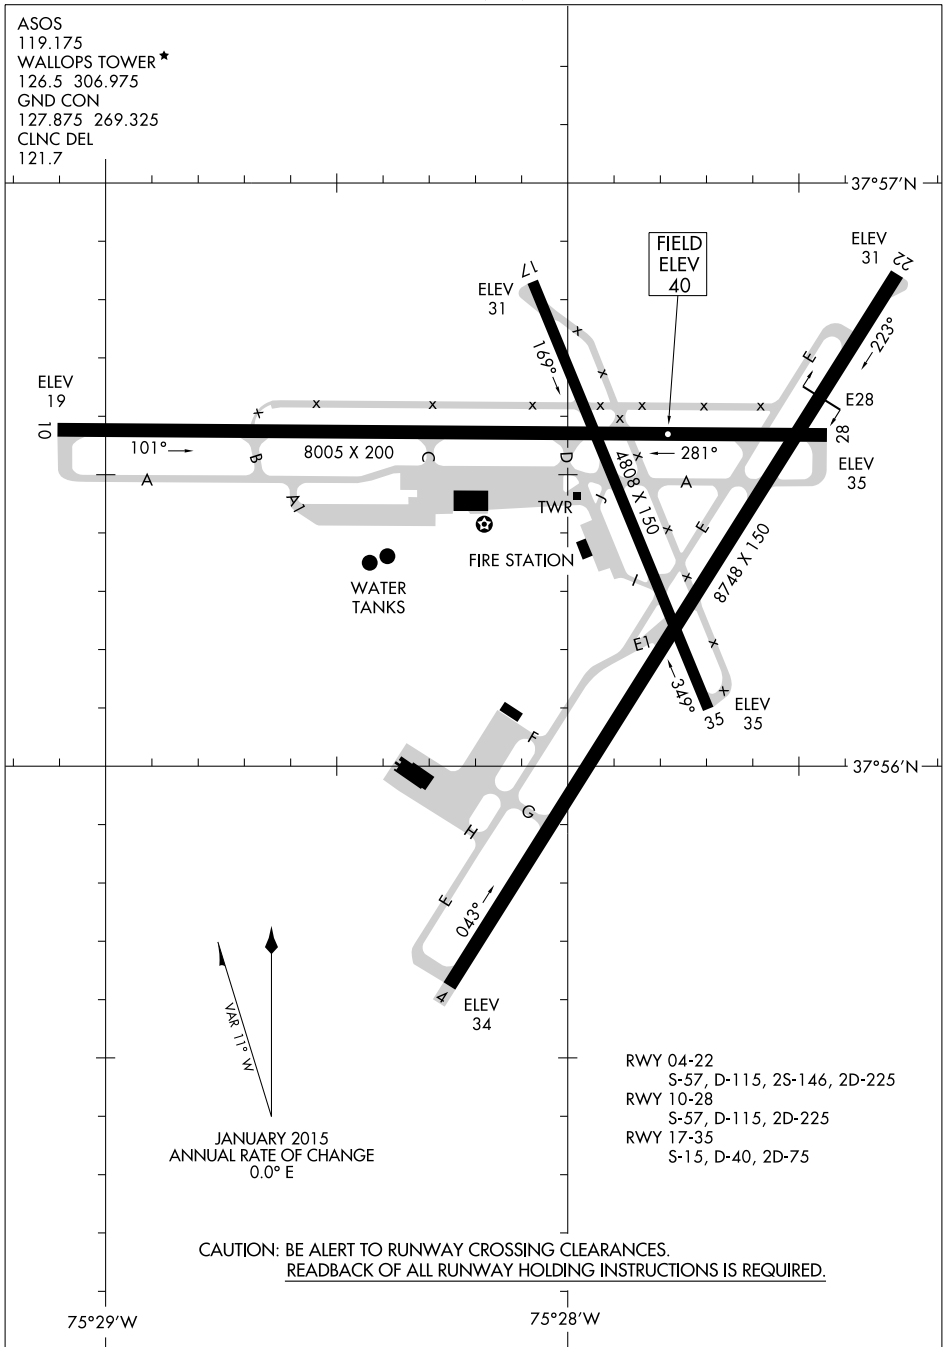 ASOS
119.175
WALLOPS TOWER★
126.5 306.975
GND CON
127.875 269.325
CLNC DEL
121.7
37°57'N
ELEV
31
22
FIELD
ELEV
40
17
ELEV
31
223°
169°
E
ELEV
19
E28
10
X
X
X
X
X
X
X
X
X
X
X
28
101°
8005 X 200
281°
ELEV
35
A
B
C
D
X
A
A1
J
4808 X 150
TWR
X
E
8748 X 150
FIRE STATION
WATER
TANKS
I
X
E1
X
349°
X
35
ELEV
35
F
37°56'N
G
H
E
043°
4
ELEV
34
VAR 11° W
JANUARY 2015
ANNUAL RATE OF CHANGE
0.0° E
RWY 04-22
S-57, D-115, 2S-146, 2D-225
RWY 10-28
S-57, D-115, 2D-225
RWY 17-35
S-15, D-40, 2D-75
CAUTION: BE ALERT TO RUNWAY CROSSING CLEARANCES.
READBACK OF ALL RUNWAY HOLDING INSTRUCTIONS IS REQUIRED.
75°29'W
75°28'W